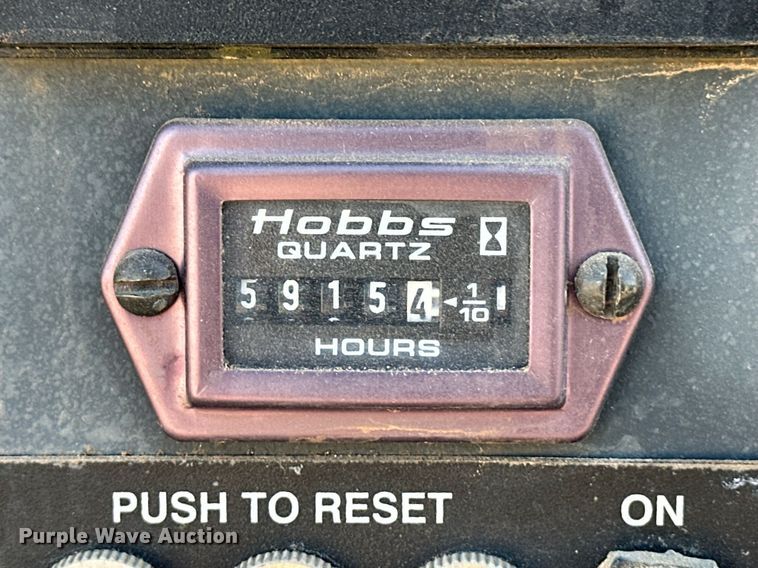 Hobbs
QUARTZ
5 9 1 5 4 ◄ 1/10
HOURS
PUSH TO RESET ON
Purple Wave Auction